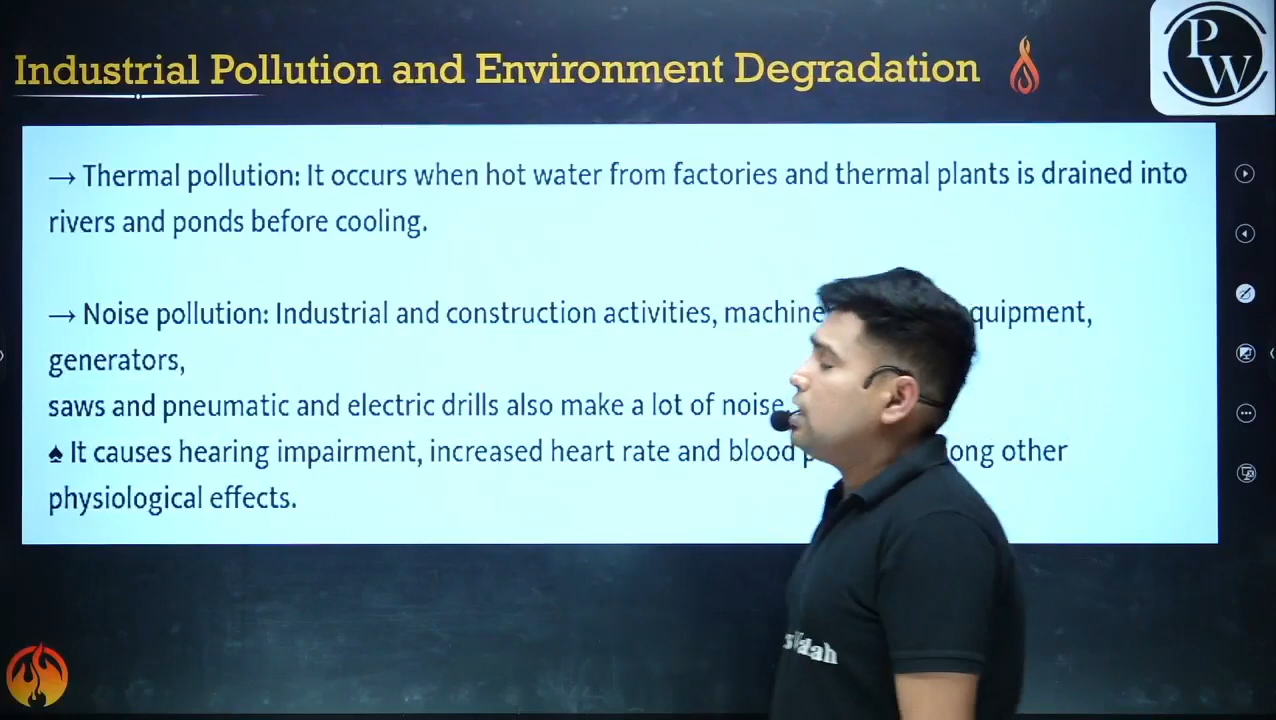 Industrial Pollution and Environment Degradation
PW
→ Thermal pollution: It occurs when hot water from factories and thermal plants is drained into
rivers and ponds before cooling.
→ Noise pollution: Industrial and construction activities, machine quipment,
generators,
saws and pneumatic and electric drills also make a lot of noise.
♠ It causes hearing impairment, increased heart rate and blood ong other
physiological effects.